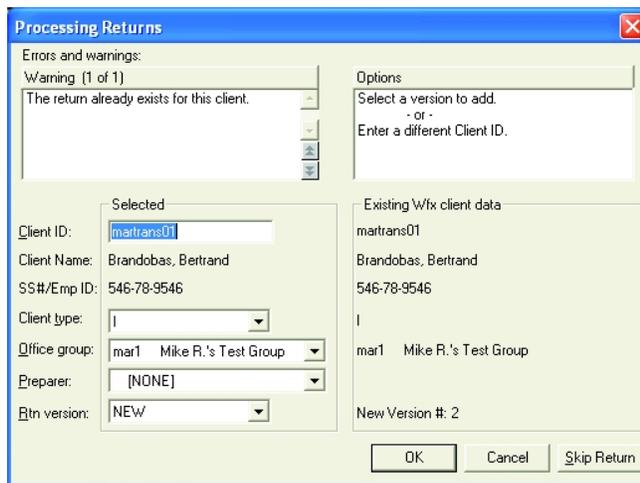 Processing Returns
Errors and warnings:
Warning (1 of 1)
The return already exists for this client.
Options
Select a version to add.
- or -
Enter a different Client ID.
Selected
Client ID: martrans01
Client Name: Brandobas, Bertrand
SS#/Emp ID: 546-78-9546
Client type: I
Office group: mar1 Mike R.'s Test Group
Preparer: [NONE]
Rtn version: NEW
Existing Wfx client data
martrans01
Brandobas, Bertrand
546-78-9546
I
mar1 Mike R.'s Test Group
New Version #: 2
OK
Cancel
Skip Return